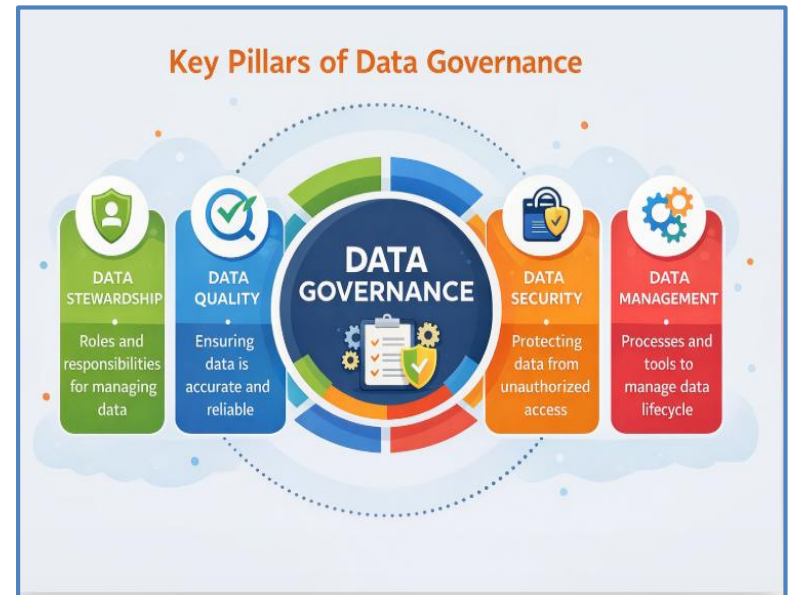 Key Pillars of Data Governance
DATA
STEWARDSHIP
Roles and
responsibilities
for managing
data
DATA
QUALITY
Ensuring
data is
accurate and
reliable
DATA
GOVERNANCE
DATA
SECURITY
Protecting
data from
unauthorized
access
DATA
MANAGEMENT
Processes and
tools to
manage data
lifecycle